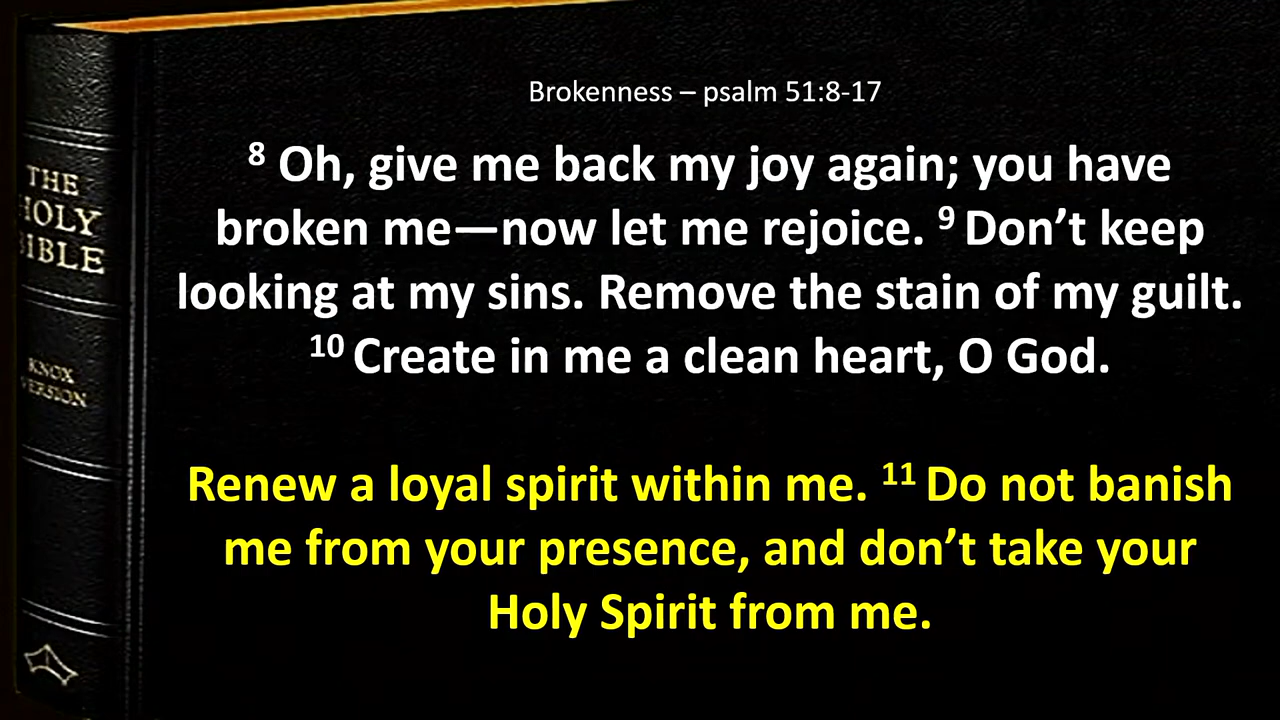 Brokenness – psalm 51:8-17
8 Oh, give me back my joy again; you have
broken me—now let me rejoice. 9 Don’t keep
looking at my sins. Remove the stain of my guilt.
10 Create in me a clean heart, O God.
Renew a loyal spirit within me. 11 Do not banish
me from your presence, and don’t take your
Holy Spirit from me.
THE
HOLY
BIBLE
KNOX
VERSION